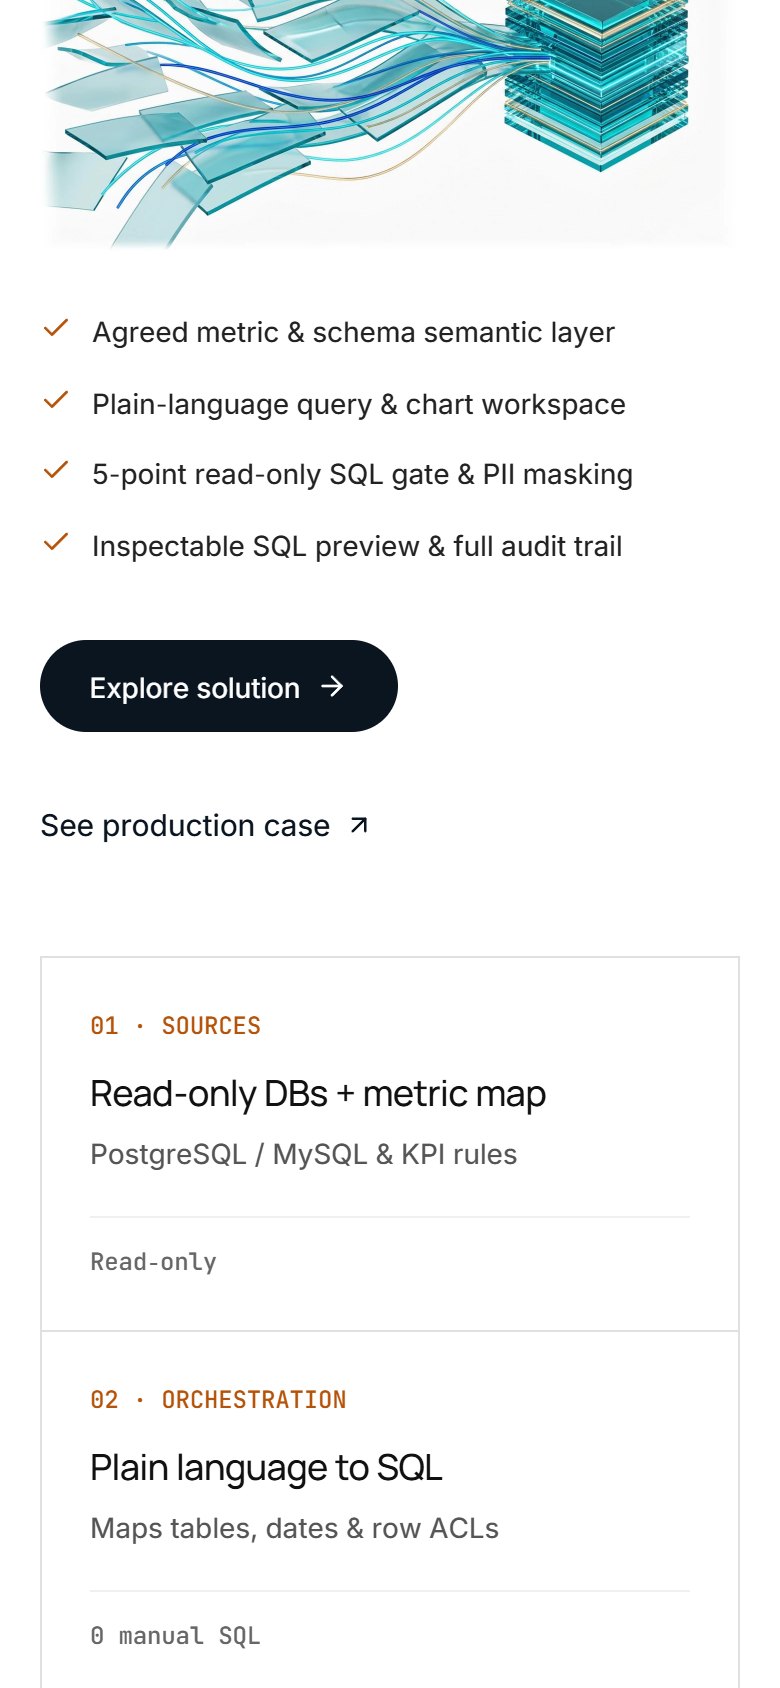 Agreed metric & schema semantic layer
Plain-language query & chart workspace
5-point read-only SQL gate & PII masking
Inspectable SQL preview & full audit trail
Explore solution →
See production case ↗
01 · SOURCES
Read-only DBs + metric map
PostgreSQL / MySQL & KPI rules
Read-only
02 · ORCHESTRATION
Plain language to SQL
Maps tables, dates & row ACLs
0 manual SQL